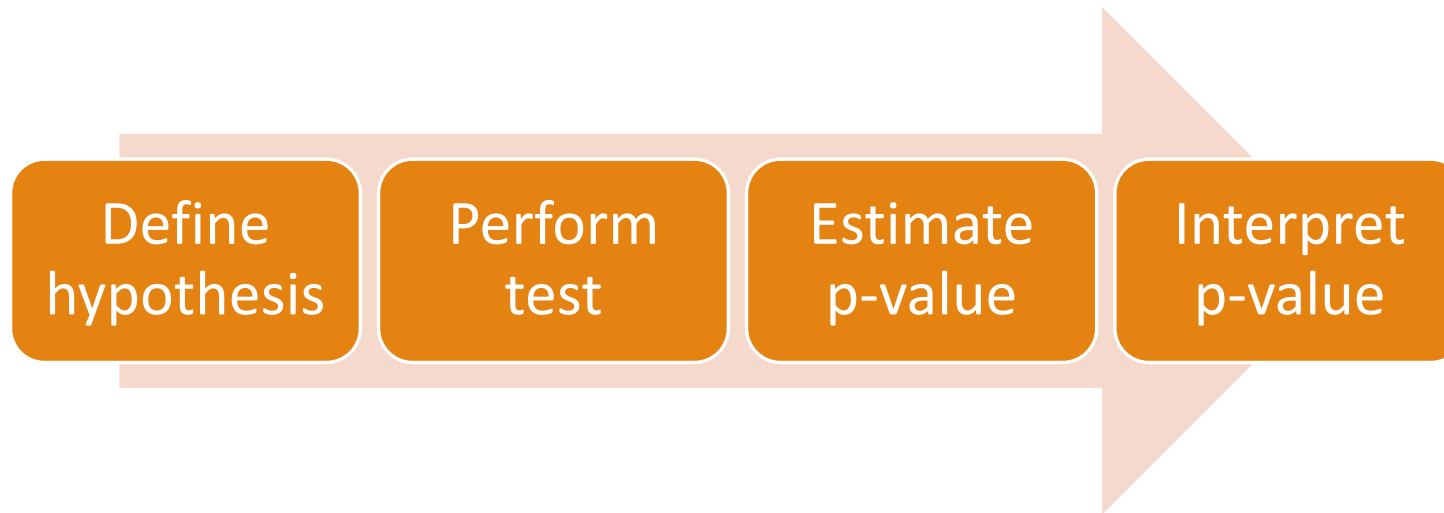 Define
hypothesis
Perform
test
Estimate
p-value
Interpret
p-value